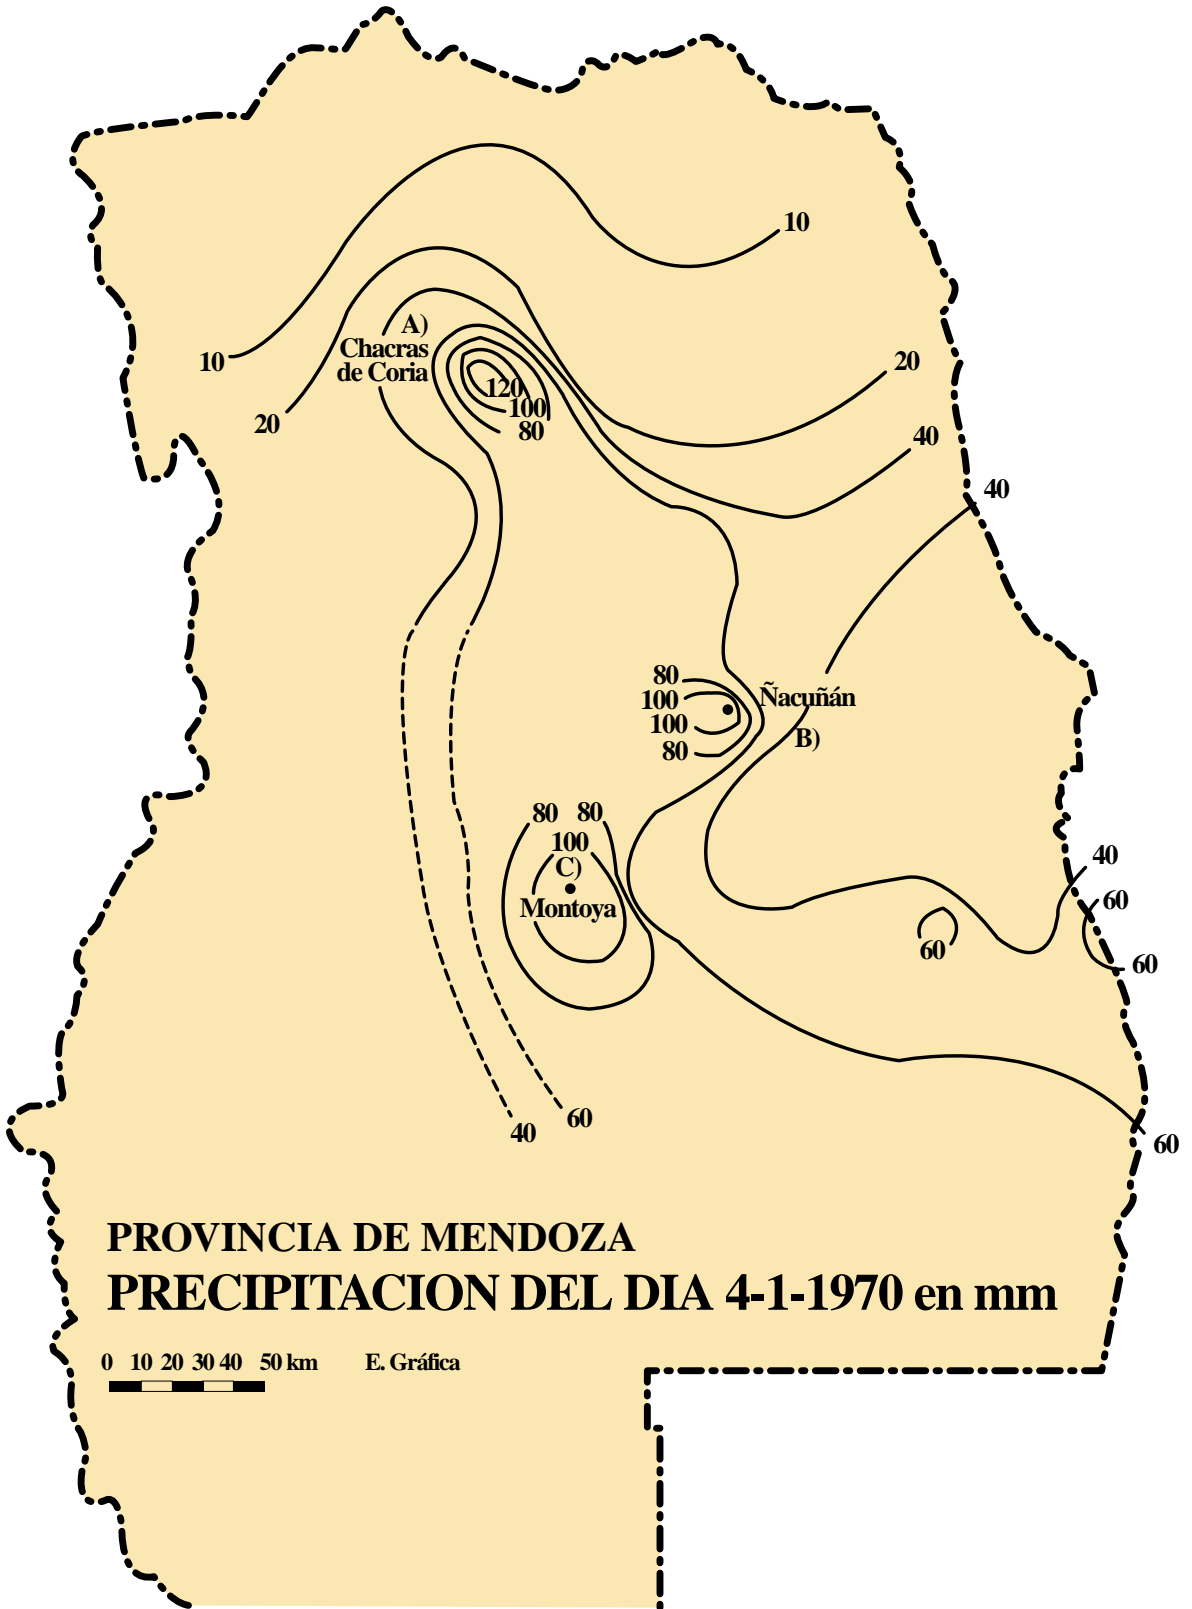 10
10
A)
Chacras
de Coria
20
20
120
100
80
40
40
80
100
100
80
Ñacuñán
B)
80 80
100
C)
Montoya
40
60
60
60
40
60
60
PROVINCIA DE MENDOZA
PRECIPITACION DEL DIA 4-1-1970 en mm
0 10 20 30 40 50 km E. Gráfica